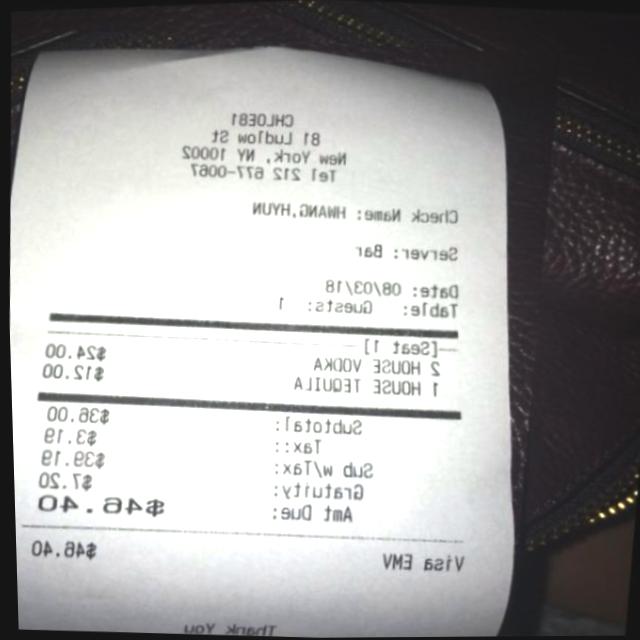 CHLOE81
81 Ludlow St
New York, NY 10002
Tel 212 677-0067
Check Name: HWANG,HYUN
Server: Bar
Date: 08/03/18
Table: Guests: 1
[Seat 1]
2 HOUSE VODKA $24.00
1 HOUSE TEQUILA $12.00
Subtotal: $36.00
Tax:: $3.19
Sub w/Tax: $39.19
Gratuity: $7.20
Amt Due: $46.40
Visa EMV $46.40
Thank You